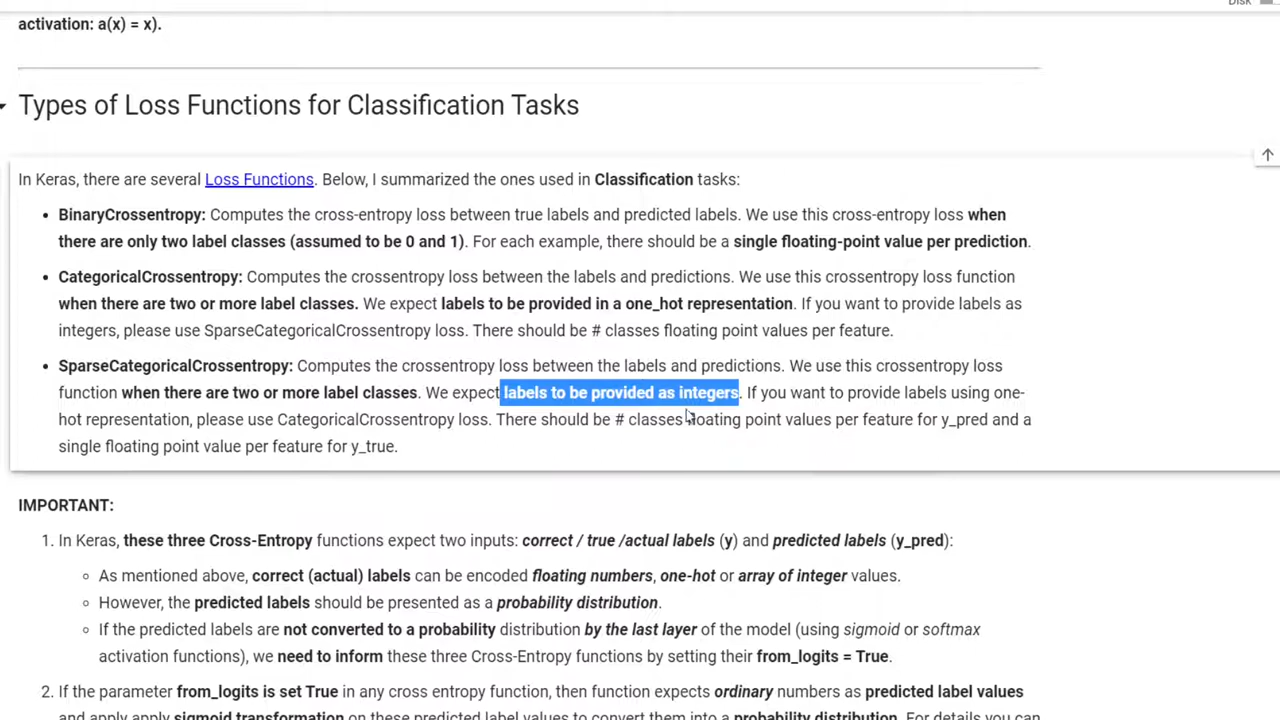 Disk
activation: a(x) = x).
Types of Loss Functions for Classification Tasks
In Keras, there are several Loss Functions. Below, I summarized the ones used in Classification tasks:
• BinaryCrossentropy: Computes the cross-entropy loss between true labels and predicted labels. We use this cross-entropy loss when
there are only two label classes (assumed to be 0 and 1). For each example, there should be a single floating-point value per prediction.
• CategoricalCrossentropy: Computes the crossentropy loss between the labels and predictions. We use this crossentropy loss function
when there are two or more label classes. We expect labels to be provided in a one_hot representation. If you want to provide labels as
integers, please use SparseCategoricalCrossentropy loss. There should be # classes floating point values per feature.
• SparseCategoricalCrossentropy: Computes the crossentropy loss between the labels and predictions. We use this crossentropy loss
function when there are two or more label classes. We expect labels to be provided as integers. If you want to provide labels using one-
hot representation, please use CategoricalCrossentropy loss. There should be # classes floating point values per feature for y_pred and a
single floating point value per feature for y_true.
IMPORTANT:
1. In Keras, these three Cross-Entropy functions expect two inputs: correct / true /actual labels (y) and predicted labels (y_pred):
◦ As mentioned above, correct (actual) labels can be encoded floating numbers, one-hot or array of integer values.
◦ However, the predicted labels should be presented as a probability distribution.
◦ If the predicted labels are not converted to a probability distribution by the last layer of the model (using sigmoid or softmax
activation functions), we need to inform these three Cross-Entropy functions by setting their from_logits = True.
2. If the parameter from_logits is set True in any cross entropy function, then function expects ordinary numbers as predicted label values
and apply apply sigmoid transformation on these predicted label values to convert them into a probability distribution. For details you can